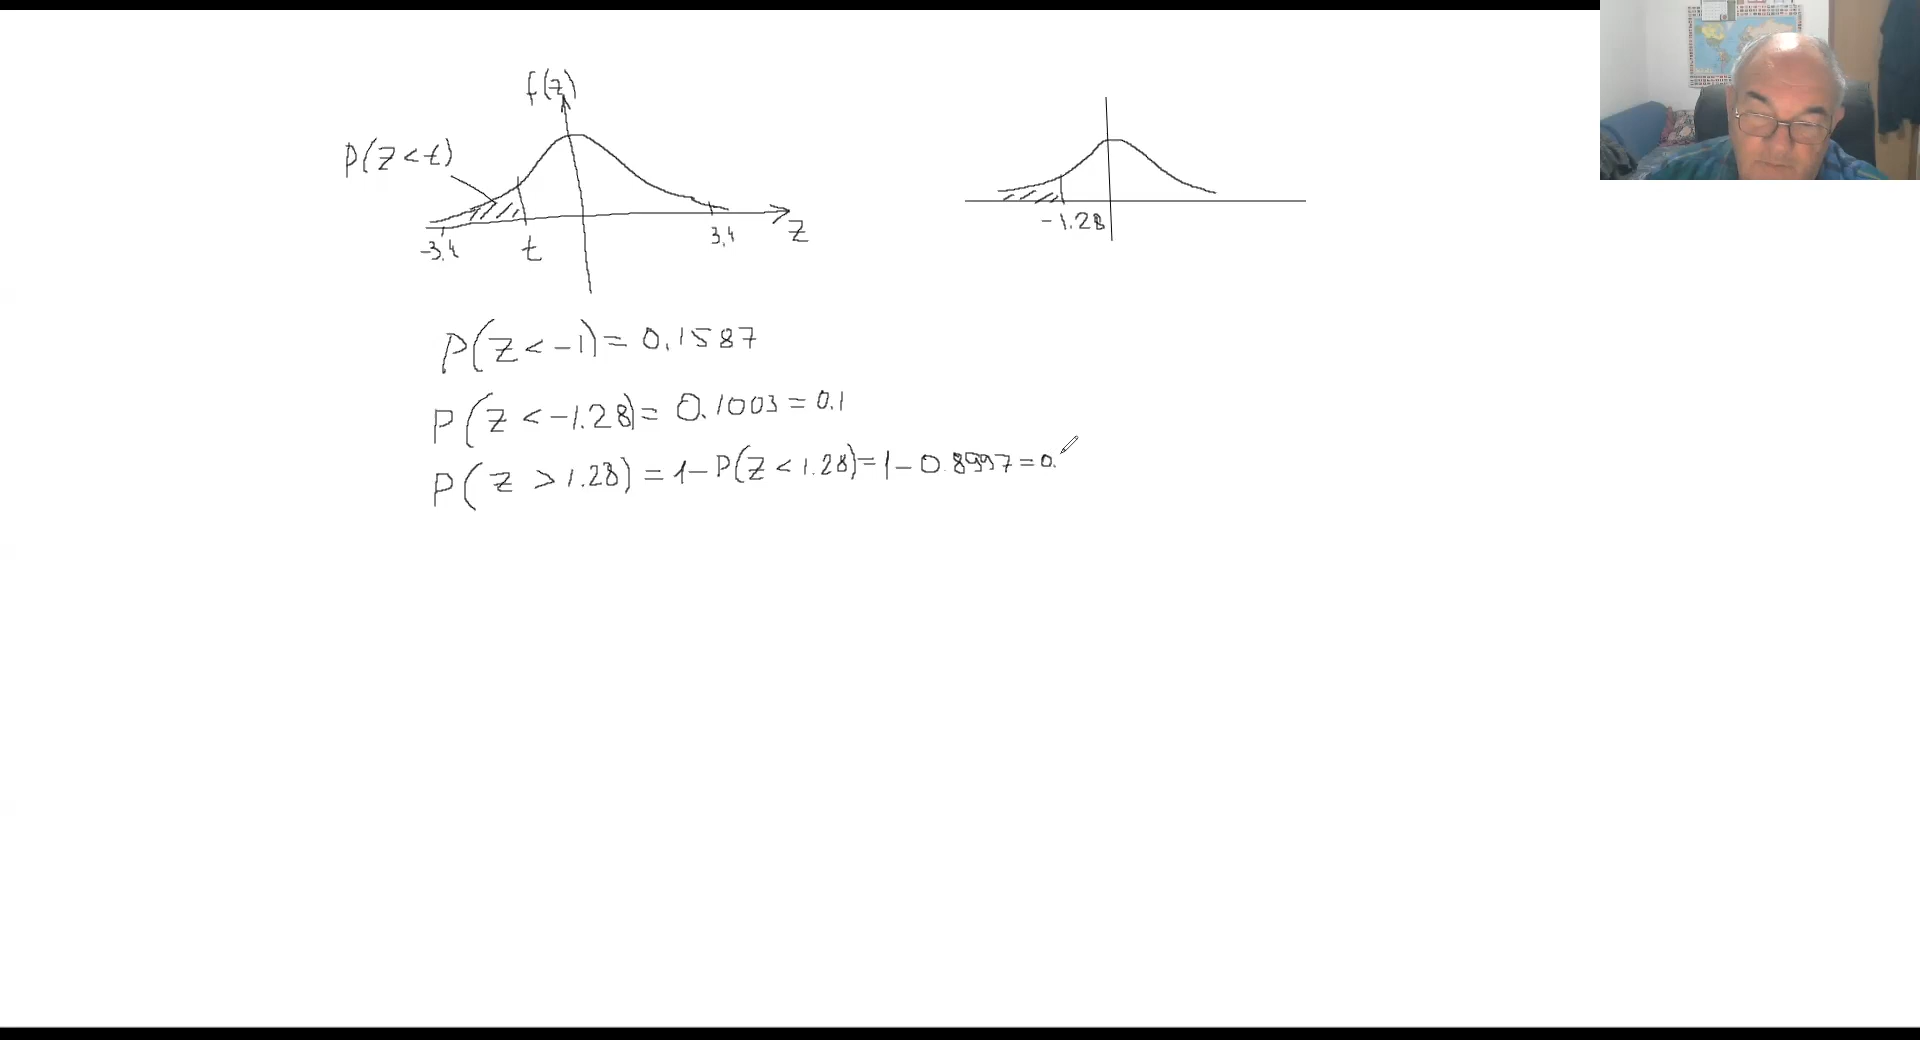 f(z)
P(Z<t)
-3,4 t 3,4 Z
-1.28
P(Z<-1)=0.1587
P(Z<-1.28)=0.1003=0.1
P(Z>1.28)=1-P(Z<1.28)=1-0.8997=0.